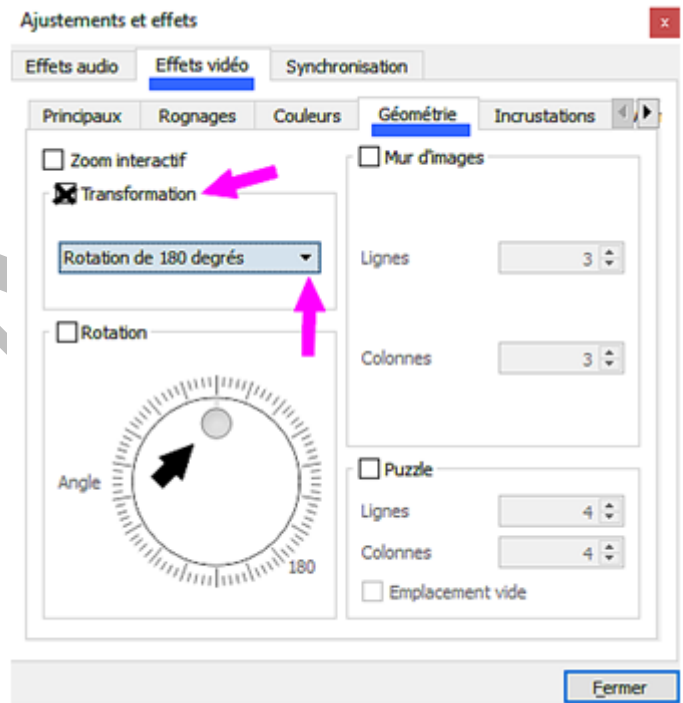 Ajustements et effets
x
Effets audio Effets vidéo Synchronisation
Principaux Rognages Couleurs Géométrie Incrustations
Zoom interactif
Transformation
Rotation de 180 degrés
Mur d'images
Lignes 3
Colonnes 3
Rotation
Angle
180
Puzzle
Lignes 4
Colonnes 4
Emplacement vide
Fermer